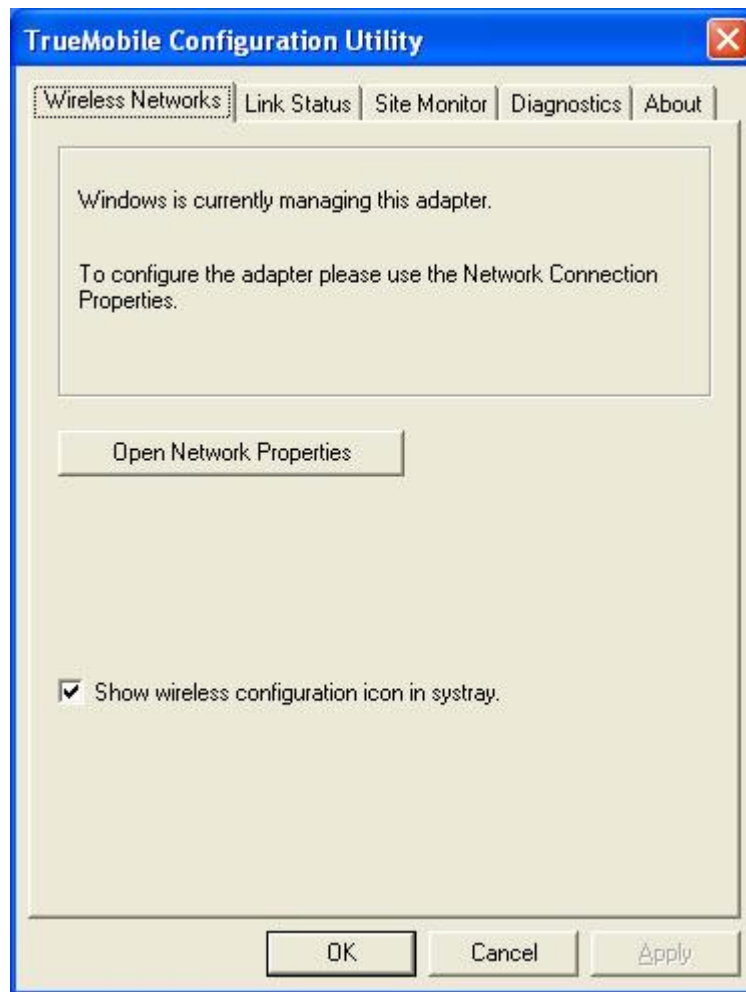 TrueMobile Configuration Utility
Wireless Networks
Link Status
Site Monitor
Diagnostics
About
Windows is currently managing this adapter.
To configure the adapter please use the Network Connection
Properties.
Open Network Properties
Show wireless configuration icon in systray.
OK
Cancel
Apply